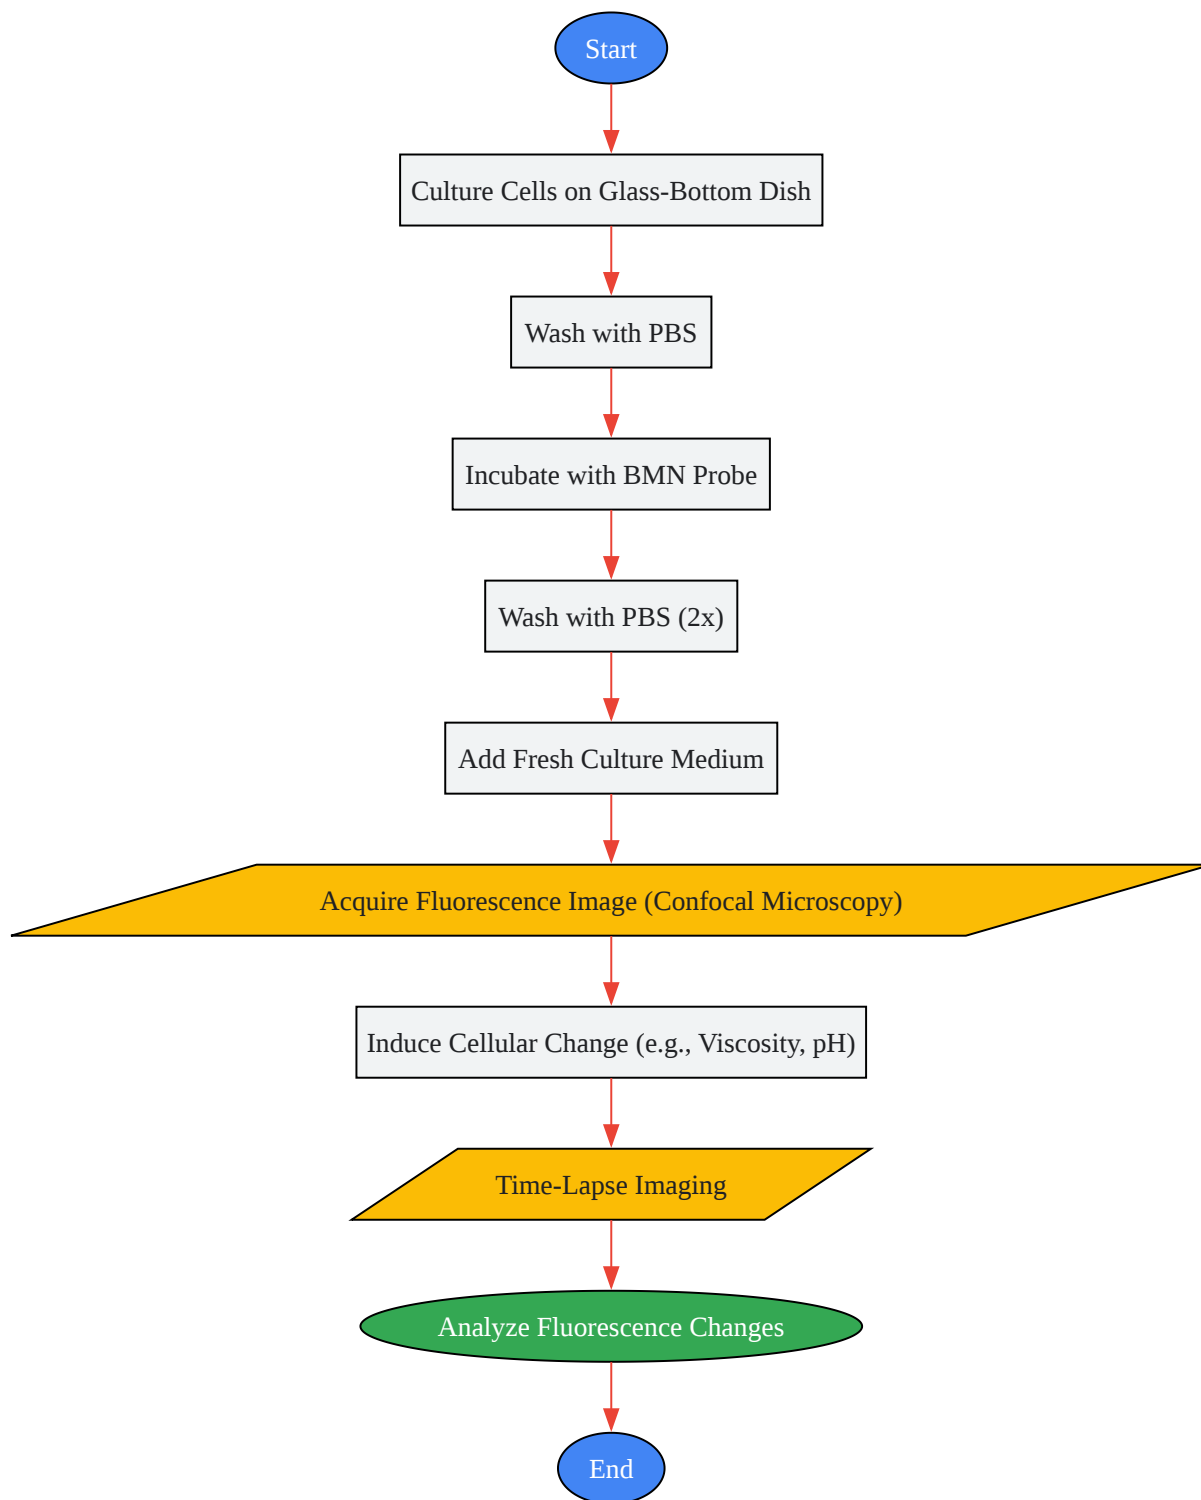 Start
Culture Cells on Glass-Bottom Dish
Wash with PBS
Incubate with BMN Probe
Wash with PBS (2x)
Add Fresh Culture Medium
Acquire Fluorescence Image (Confocal Microscopy)
Induce Cellular Change (e.g., Viscosity, pH)
Time-Lapse Imaging
Analyze Fluorescence Changes
End